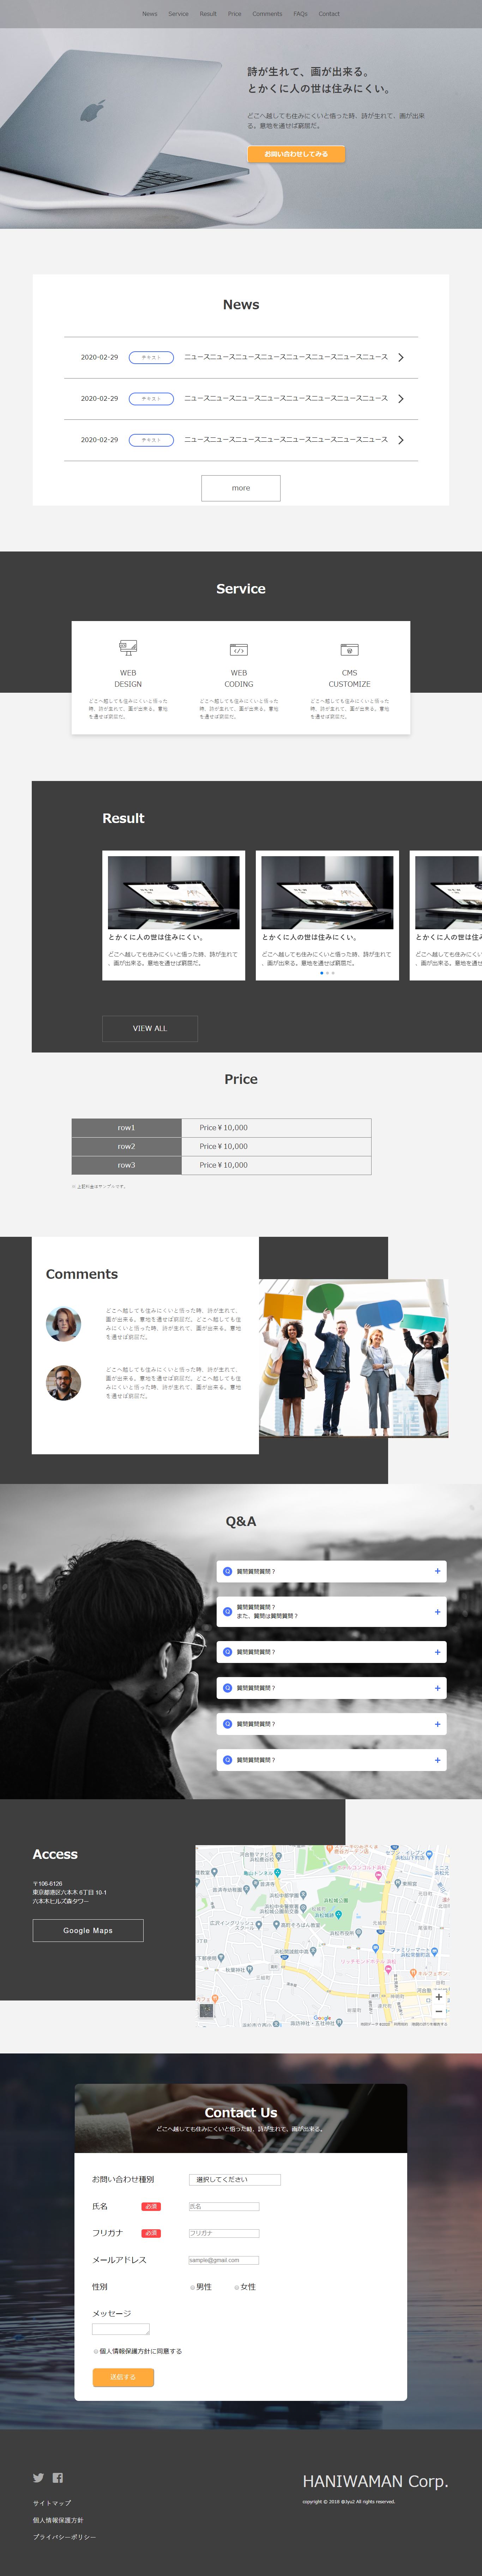 News Service Result Price Comments FAQs Contact
詩が生れて、画が出来る。
とかくに人の世は住みにくい。
どこへ越しても住みにくいと悟った時、詩が生れて、画が出来
る。意地を通せば窮屈だ。
お問い合わせしてみる
News
2020-02-29 テキスト ニュースニュースニュースニュースニュースニュースニュースニュース
2020-02-29 テキスト ニュースニュースニュースニュースニュースニュースニュースニュース
2020-02-29 テキスト ニュースニュースニュースニュースニュースニュースニュースニュース
more
Service
WEB
DESIGN
どこへ越しても住みにくいと悟った
時、詩が生れて、画が出来る。意地
を通せば窮屈だ。
WEB
CODING
どこへ越しても住みにくいと悟った
時、詩が生れて、画が出来る。意地
を通せば窮屈だ。
CMS
CUSTOMIZE
どこへ越しても住みにくいと悟った
時、詩が生れて、画が出来る。意地
を通せば窮屈だ。
Result
とかくに人の世は住みにくい。
どこへ越しても住みにくいと悟った時、詩が生れて
、画が出来る。意地を通せば窮屈だ。
とかくに人の世は住みにくい。
どこへ越しても住みにくいと悟った時、詩が生れて
、画が出来る。意地を通せば窮屈だ。
とかくに人の世は住みに
どこへ越しても住みにくい
、画が出来る。意地を通せ
VIEW ALL
Price
row1 Price ¥ 10,000
row2 Price ¥ 10,000
row3 Price ¥ 10,000
※ 上記料金はサンプルです。
Comments
どこへ越しても住みにくいと悟った時、詩が生れて、
画が出来る。意地を通せば窮屈だ。どこへ越しても住
みにくいと悟った時、詩が生れて、画が出来る。意地
を通せば窮屈だ。
どこへ越しても住みにくいと悟った時、詩が生れて、
画が出来る。意地を通せば窮屈だ。どこへ越しても住
みにくいと悟った時、詩が生れて、画が出来る。意地
を通せば窮屈だ。
Q&A
Q 質問質問質問？ +
Q 質問質問質問？
また、質問は質問質問？ +
Q 質問質問質問？ +
Q 質問質問質問？ +
Q 質問質問質問？ +
Q 質問質問質問？ +
Access
〒106-6126
東京都港区六本木 6丁目 10-1
六本木ヒルズ森タワー
Google Maps
浜松城公園
浜松城
浜松市役所
秋葉神社
Google
Contact Us
どこへ越しても住みにくいと悟った時、詩が生れて、画が出来る。
お問い合わせ種別 選択してください
氏名 必須 氏名
フリガナ 必須 フリガナ
メールアドレス sample@gmail.com
性別 男性 女性
メッセージ
個人情報保護方針に同意する
送信する
HANIWAMAN Corp.
copyright © 2018 @3yu2 All rights reserved.
サイトマップ
個人情報保護方針
プライバシーポリシー